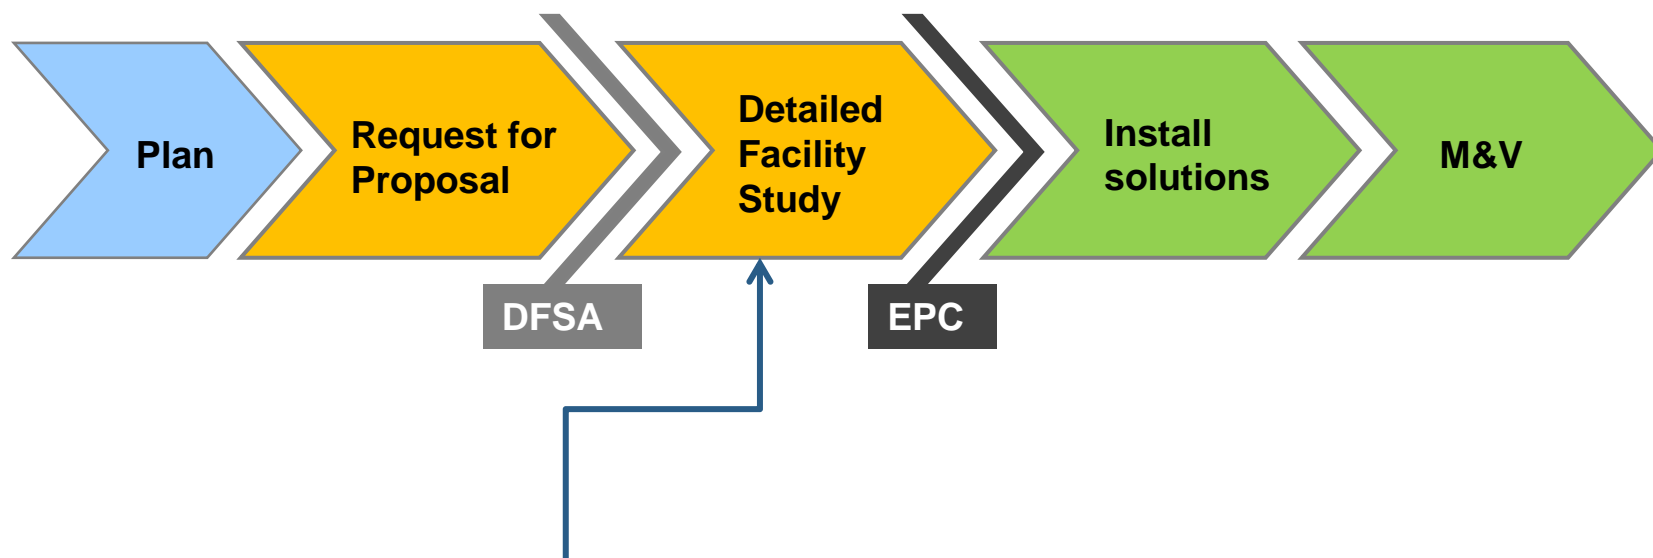 Plan
Request for
Proposal
Detailed
Facility
Study
Install
solutions
M&V
DFSA
EPC